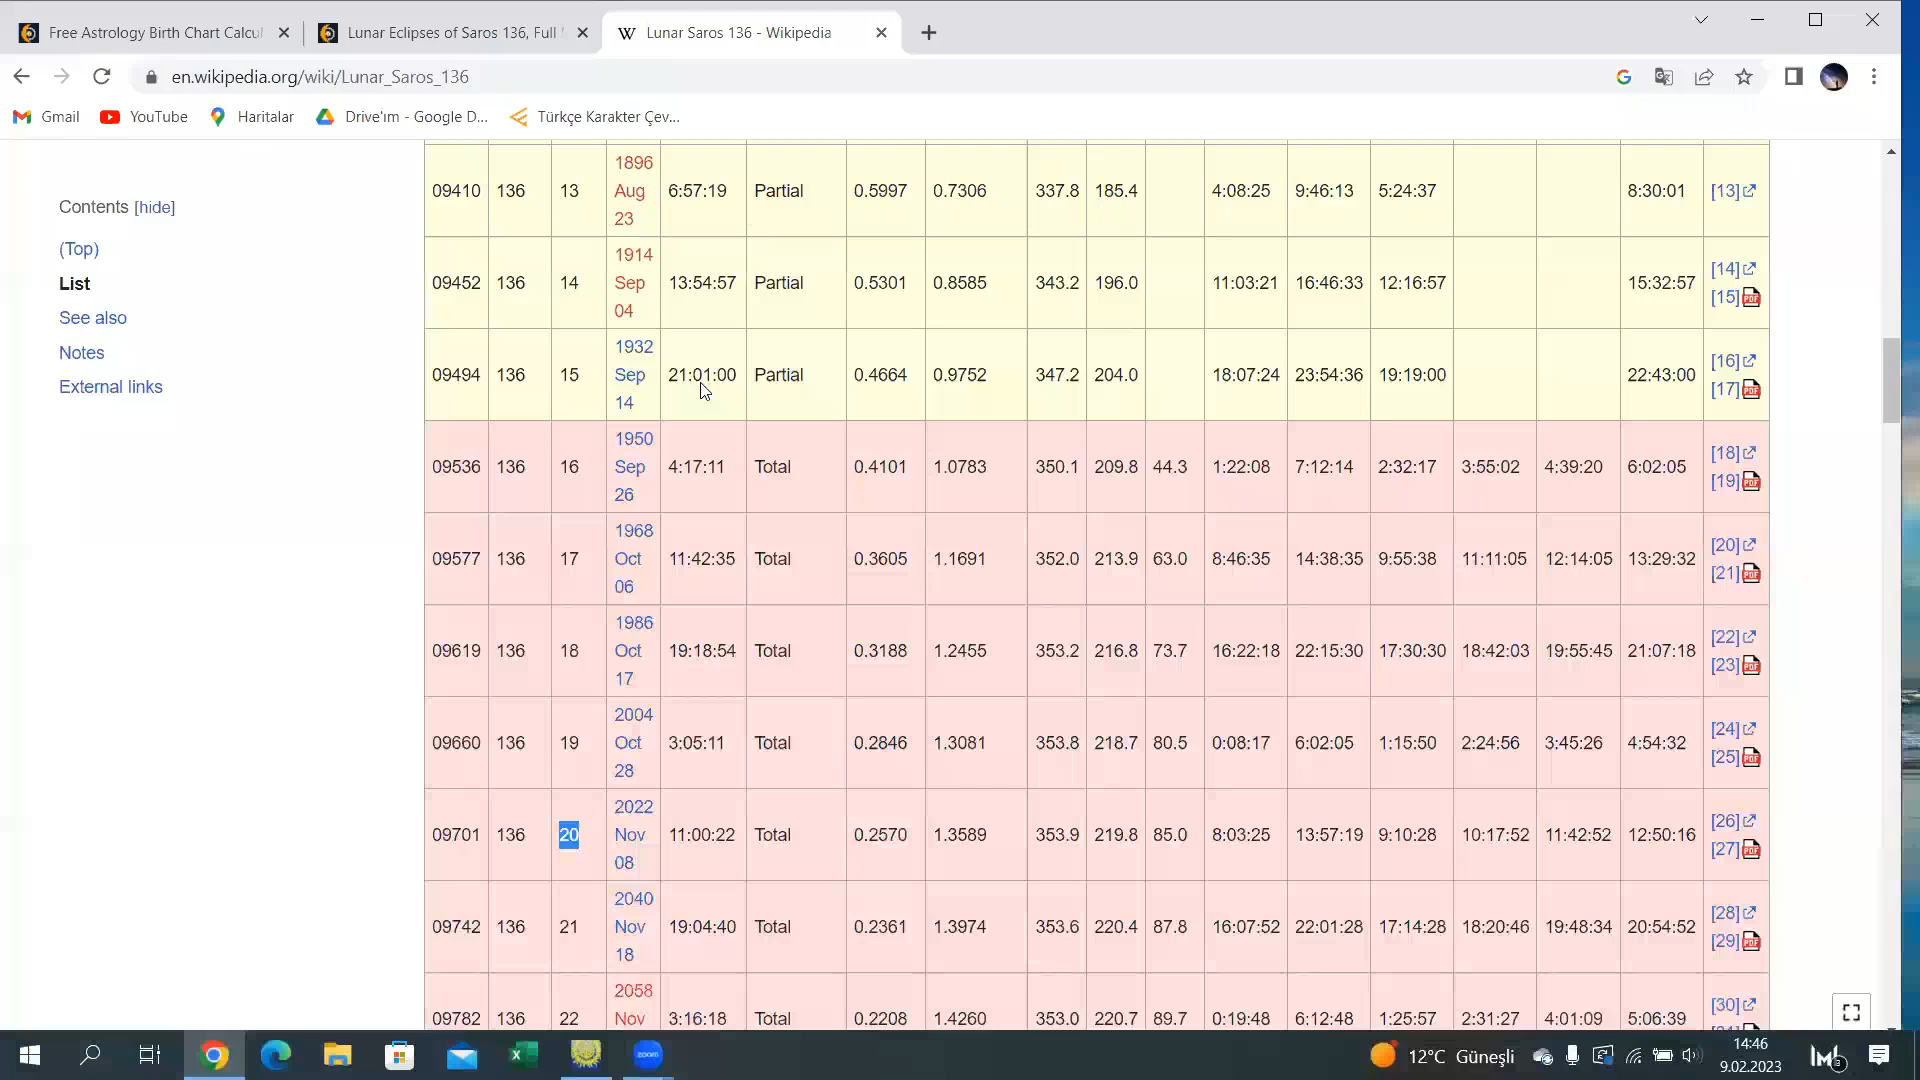 Free Astrology Birth Chart Calcul
Lunar Eclipses of Saros 136, Full
Lunar Saros 136 - Wikipedia
en.wikipedia.org/wiki/Lunar_Saros_136
Gmail
YouTube
Haritalar
Drive'ım - Google D...
Türkçe Karakter Çev...
Contents [hide]
(Top)
List
See also
Notes
External links
09410 136 13 1896 Aug 23 6:57:19 Partial 0.5997 0.7306 337.8 185.4 4:08:25 9:46:13 5:24:37 8:30:01 [13]
09452 136 14 1914 Sep 04 13:54:57 Partial 0.5301 0.8585 343.2 196.0 11:03:21 16:46:33 12:16:57 15:32:57 [14] [15] PDF
09494 136 15 1932 Sep 14 21:01:00 Partial 0.4664 0.9752 347.2 204.0 18:07:24 23:54:36 19:19:00 22:43:00 [16] [17] PDF
09536 136 16 1950 Sep 26 4:17:11 Total 0.4101 1.0783 350.1 209.8 44.3 1:22:08 7:12:14 2:32:17 3:55:02 4:39:20 6:02:05 [18] [19] PDF
09577 136 17 1968 Oct 06 11:42:35 Total 0.3605 1.1691 352.0 213.9 63.0 8:46:35 14:38:35 9:55:38 11:11:05 12:14:05 13:29:32 [20] [21] PDF
09619 136 18 1986 Oct 17 19:18:54 Total 0.3188 1.2455 353.2 216.8 73.7 16:22:18 22:15:30 17:30:30 18:42:03 19:55:45 21:07:18 [22] [23] PDF
09660 136 19 2004 Oct 28 3:05:11 Total 0.2846 1.3081 353.8 218.7 80.5 0:08:17 6:02:05 1:15:50 2:24:56 3:45:26 4:54:32 [24] [25] PDF
09701 136 20 2022 Nov 08 11:00:22 Total 0.2570 1.3589 353.9 219.8 85.0 8:03:25 13:57:19 9:10:28 10:17:52 11:42:52 12:50:16 [26] [27] PDF
09742 136 21 2040 Nov 18 19:04:40 Total 0.2361 1.3974 353.6 220.4 87.8 16:07:52 22:01:28 17:14:28 18:20:46 19:48:34 20:54:52 [28] [29] PDF
09782 136 22 2058 Nov 3:16:18 Total 0.2208 1.4260 353.0 220.7 89.7 0:19:48 6:12:48 1:25:57 2:31:27 4:01:09 5:06:39 [30]
zoom
12°C Güneşli
14:46
9.02.2023
3